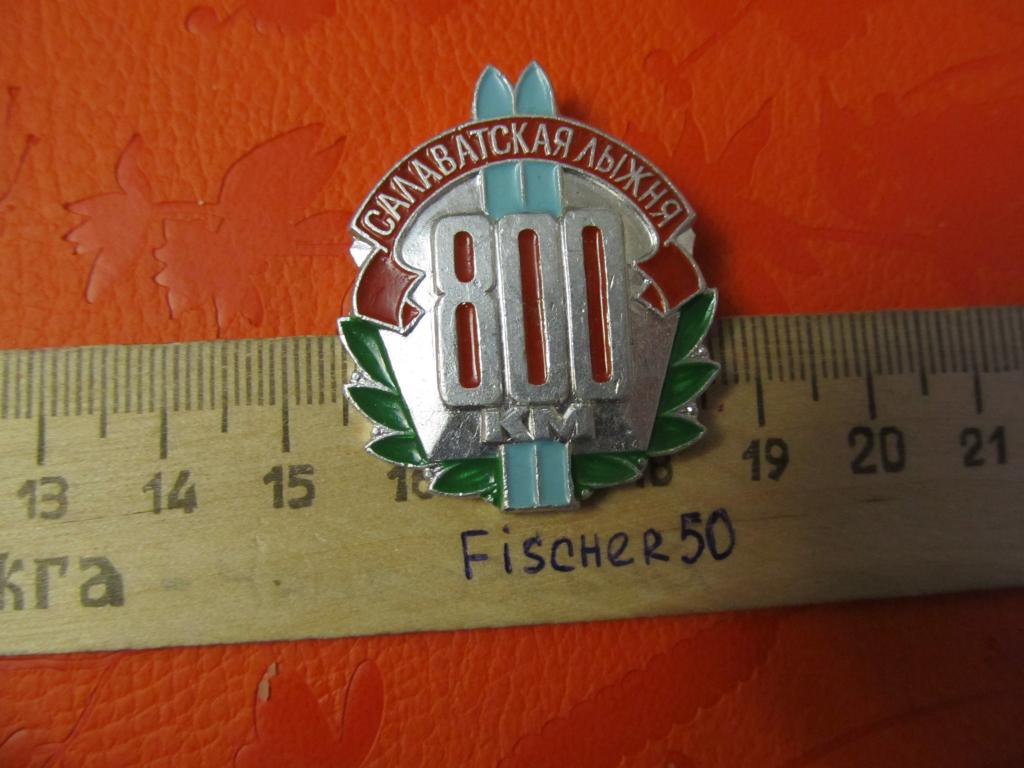 САЛАВАТСКАЯ ЛЫЖНЯ
800
КМ
13 14 15 16 18 19 20 21
Fischer50
кга